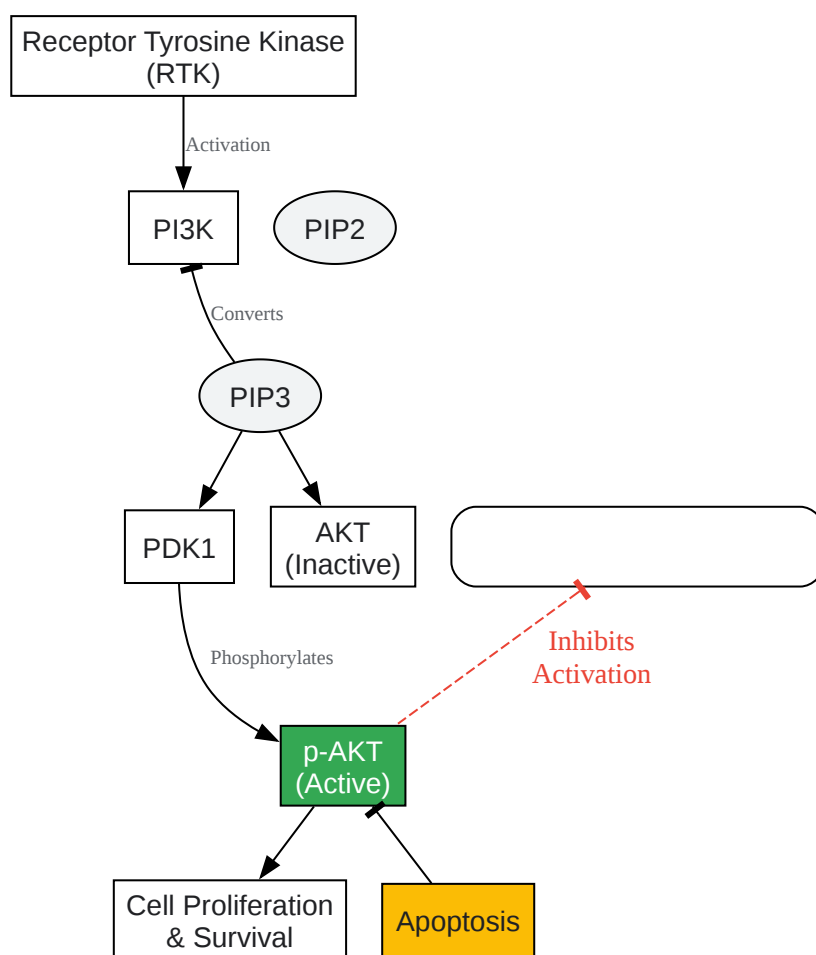 Receptor Tyrosine Kinase
(RTK)
Activation
PI3K
PIP2
Converts
PIP3
PDK1
AKT
(Inactive)
Phosphorylates
Inhibits
Activation
p-AKT
(Active)
Cell Proliferation
& Survival
Apoptosis